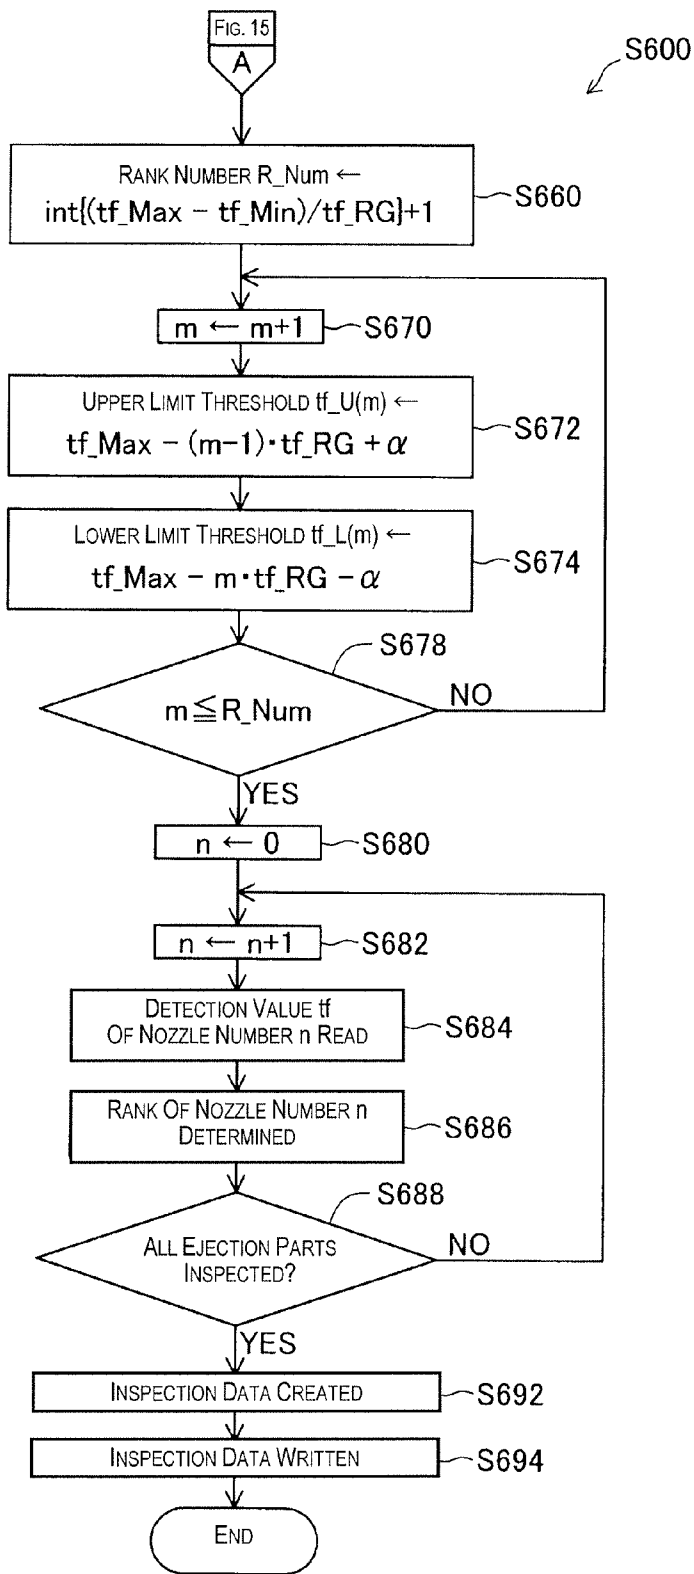 FIG. 15
A
S600
RANK NUMBER R_Num ←
int{(tf_Max – tf_Min)/tf_RG}+1
S660
m ← m+1
S670
UPPER LIMIT THRESHOLD tf_U(m) ←
tf_Max – (m–1)·tf_RG + α
S672
LOWER LIMIT THRESHOLD tf_L(m) ←
tf_Max – m·tf_RG – α
S674
S678
m≦R_Num
NO
YES
n ← 0
S680
n ← n+1
S682
DETECTION VALUE tf
OF NOZZLE NUMBER n READ
S684
RANK OF NOZZLE NUMBER n
DETERMINED
S686
S688
ALL EJECTION PARTS
INSPECTED?
NO
YES
INSPECTION DATA CREATED
S692
INSPECTION DATA WRITTEN
S694
END